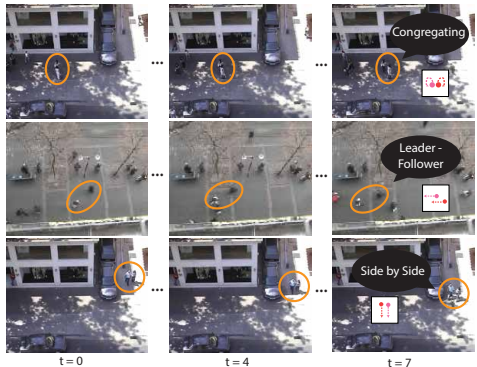 ...
...
Congregating
...
...
Leader -
Follower
...
...
Side by Side
t = 0
t = 4
t = 7